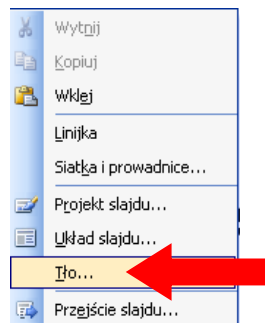 Wytnij
Kopiuj
Wklej
Linijka
Siatka i prowadnice...
Projekt slajdu...
Układ slajdu...
Tło...
Przejście slajdu...